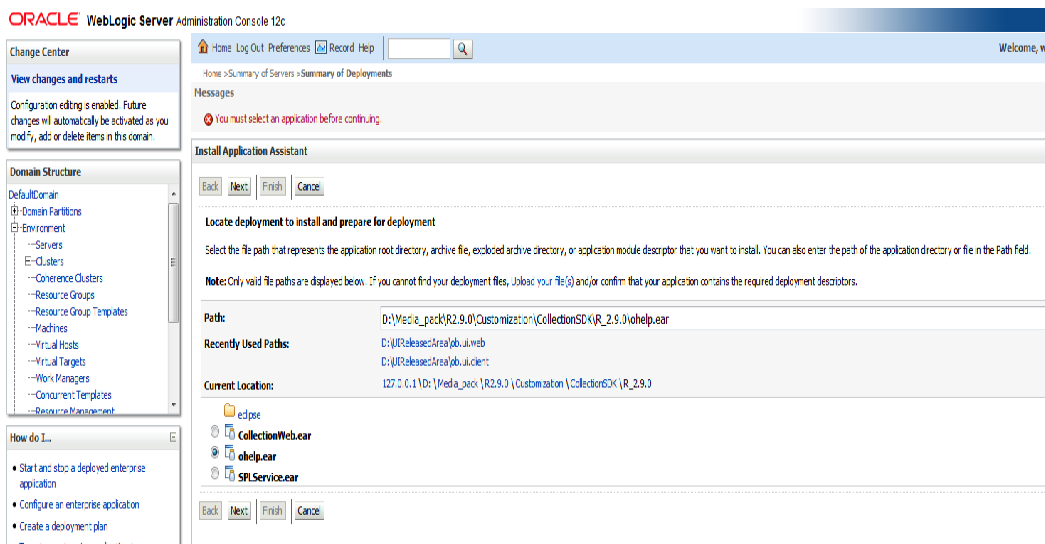 ORACLE WebLogic Server Administration Console 12c
Change Center
View changes and restarts
Configuration editing is enabled. Future
changes will automatically be activated as you
modify, add or delete items in this domain.
Domain Structure
DefaultDomain
Domain Partitions
Environment
Servers
Clusters
Coherence Clusters
Resource Groups
Resource Group Templates
Machines
Virtual Hosts
Virtual Targets
Work Managers
Concurrent Templates
Resource Management
How do I...
Start and stop a deployed enterprise
application
Configure an enterprise application
Create a deployment plan
Home Log Out Preferences Record Help
Welcome, w
Home >Summary of Servers >Summary of Deployments
Messages
You must select an application before continuing
Install Application Assistant
Back Next Finish Cancel
Locate deployment to install and prepare for deployment
Select the file path that represents the application root directory, archive file, exploded archive directory, or application module descriptor that you want to install. You can also enter the path of the application directory or file in the Path field.
Note: Only valid file paths are displayed below. If you cannot find your deployment files, Upload your file(s) and/or confirm that your application contains the required deployment descriptors.
Path: D:\Media_pack\R2.9.0\Customization\CollectionSDK\R_2.9.0\ohelp.ear
Recently Used Paths: D:\UIReleasedArea\ob.ui.web
D:\UIReleasedArea\ob.ui.client
Current Location: 127.0.0.1 \D: \Media_pack \R2.9.0 \Customization \CollectionSDK \R_2.9.0
eclipse
CollectionWeb.ear
ohelp.ear
SPLService.ear
Back Next Finish Cancel